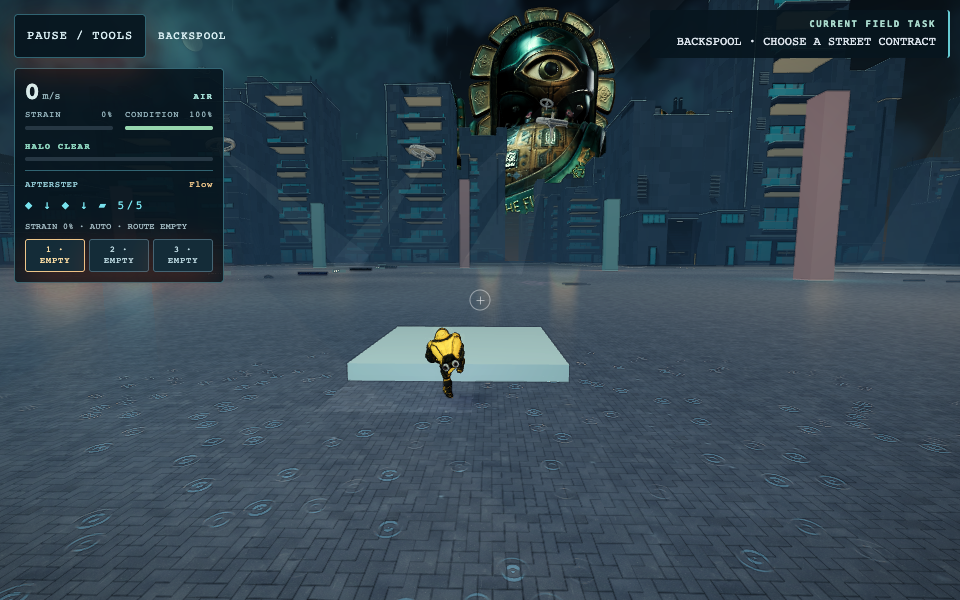 PAUSE / TOOLS
BACKSPOOL
CURRENT FIELD TASK
BACKSPOOL · CHOOSE A STREET CONTRACT
0 m/s
AIR
STRAIN 0%
CONDITION 100%
HALO CLEAR
AFTERSTEP
Flow
5/5
STRAIN 0% · AUTO · ROUTE EMPTY
1 · EMPTY
2 · EMPTY
3 · EMPTY